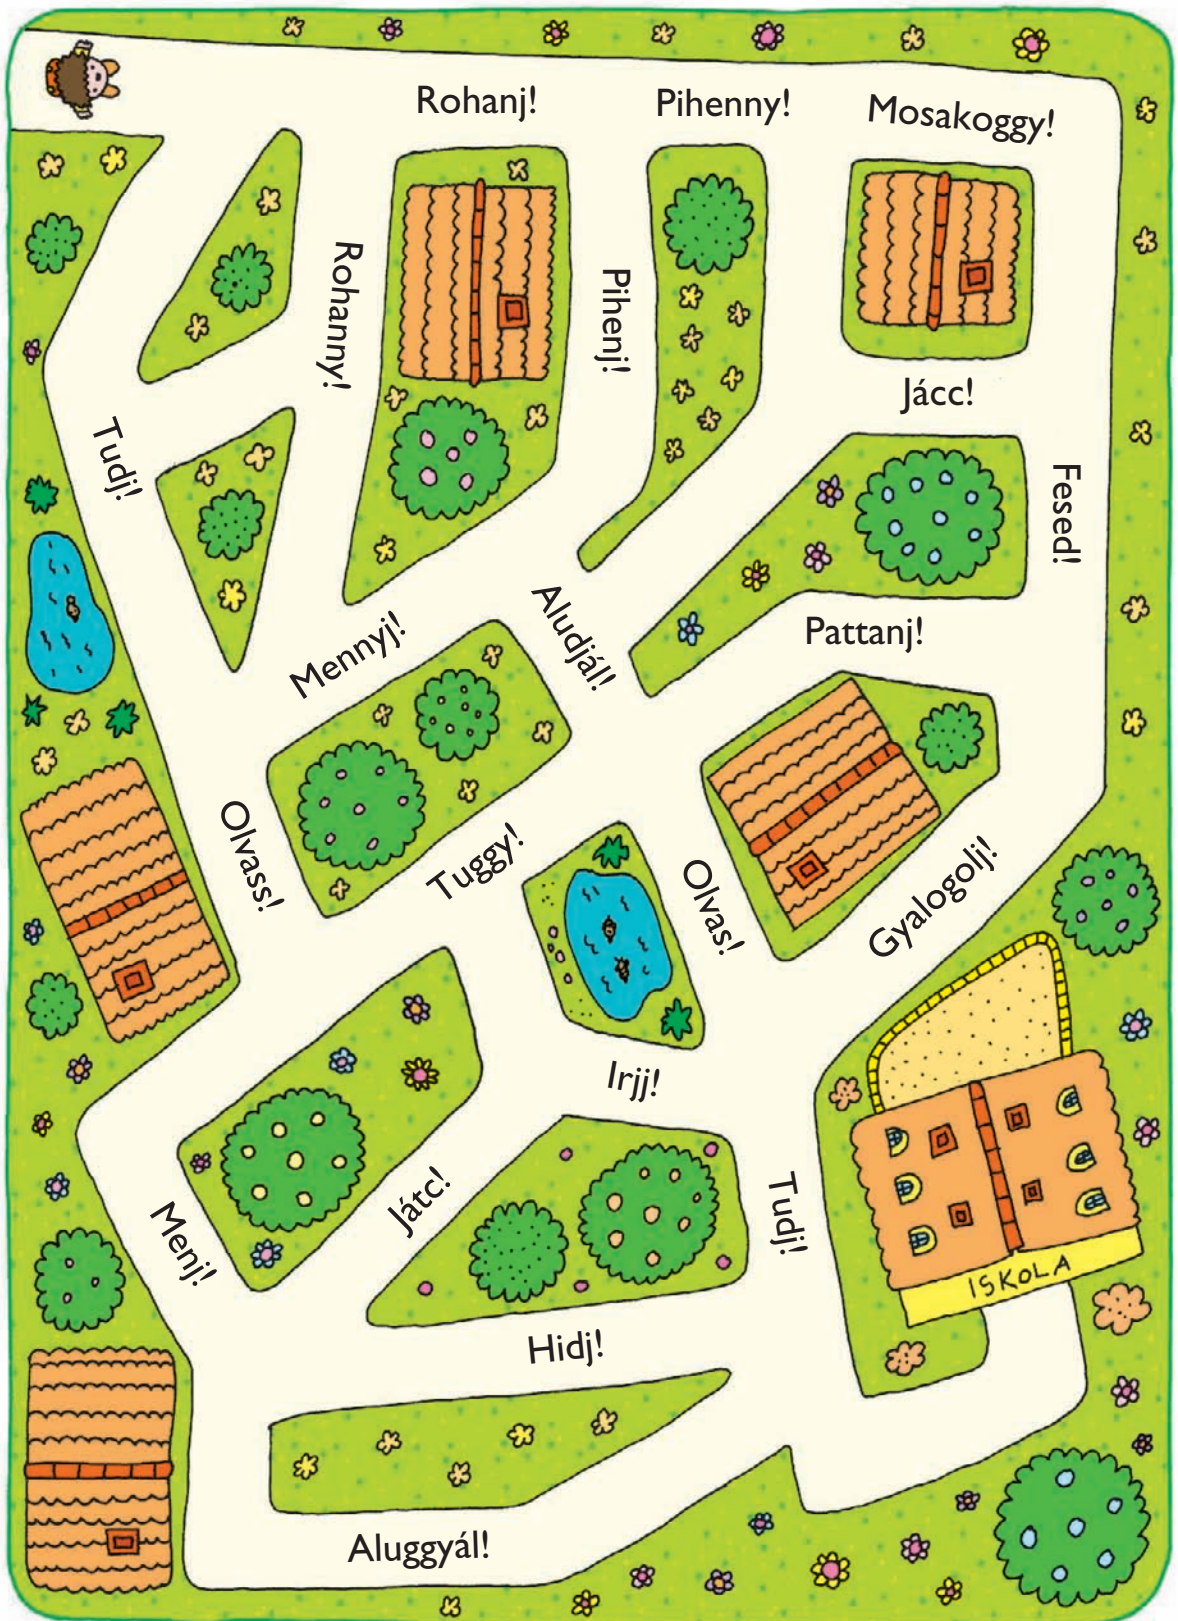 Rohanj!
Pihenny!
Mosakoggy!
Rohanny!
Pihenj!
Jácc!
Tudj!
Fesed!
Mennyj!
Aludjál!
Pattanj!
Olvass!
Tuggy!
Olvas!
Gyalogolj!
Irjj!
Menj!
Játc!
Tudj!
ISKOLA
Hidj!
Aluggyál!